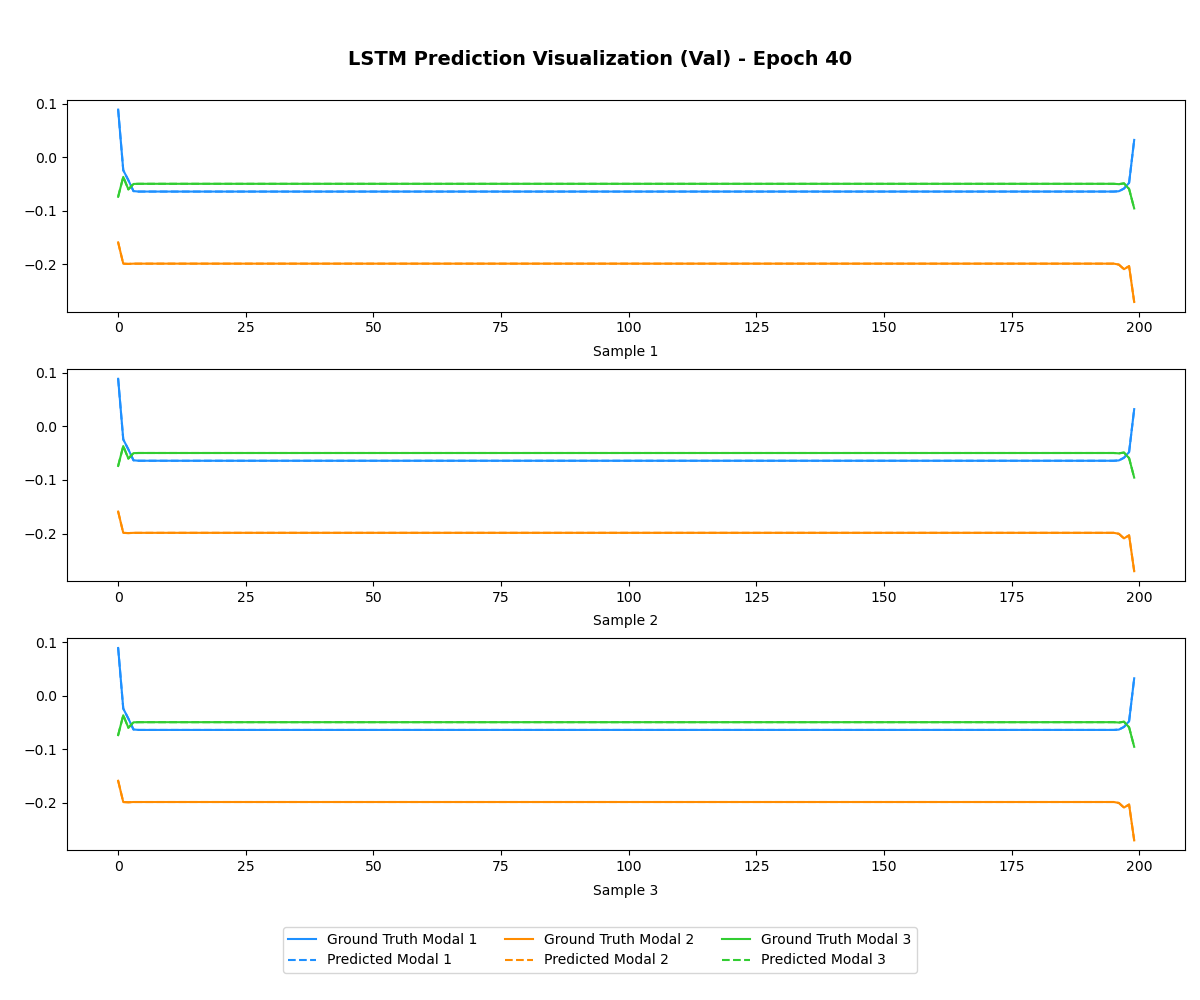 LSTM Prediction Visualization (Val) - Epoch 40
0.1
0.0
−0.1
−0.2
0 25 50 75 100 125 150 175 200
Sample 1
0.1
0.0
−0.1
−0.2
0 25 50 75 100 125 150 175 200
Sample 2
0.1
0.0
−0.1
−0.2
0 25 50 75 100 125 150 175 200
Sample 3
Ground Truth Modal 1 Ground Truth Modal 2 Ground Truth Modal 3
Predicted Modal 1 Predicted Modal 2 Predicted Modal 3